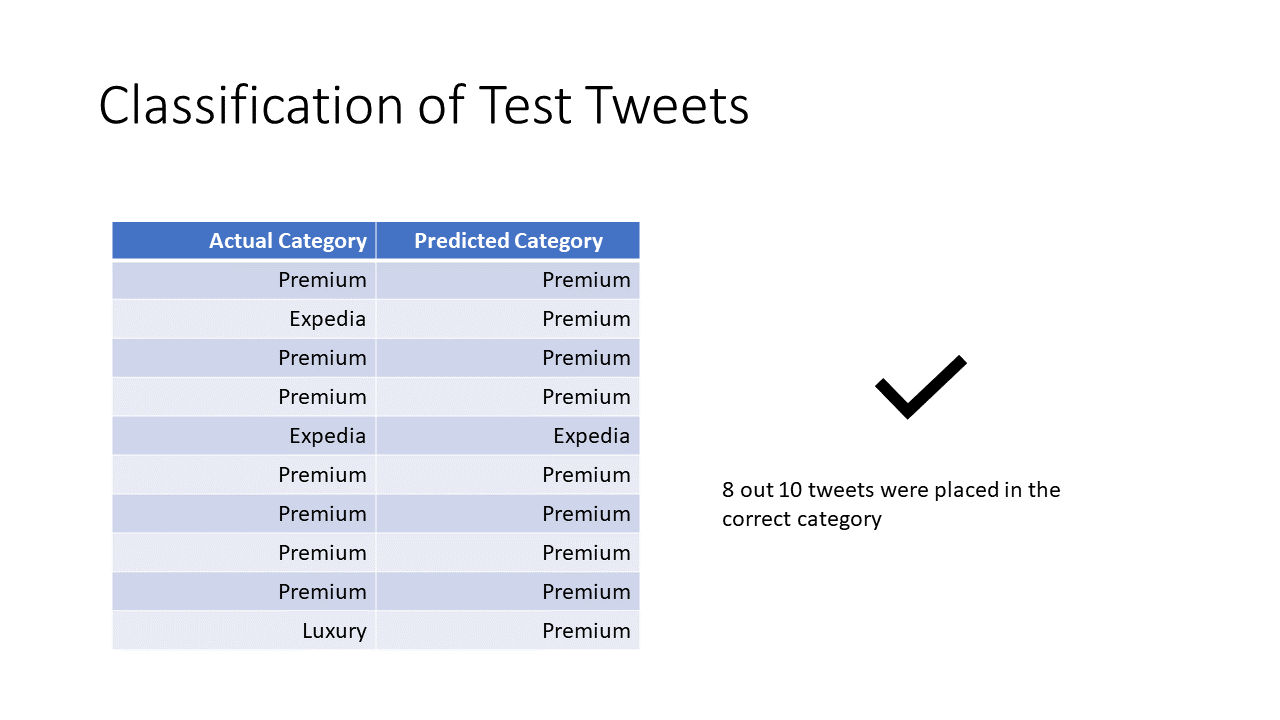 Classification of Test Tweets
Actual Category Predicted Category
Premium Premium
Expedia Premium
Premium Premium
Premium Premium
Expedia Expedia
Premium Premium
Premium Premium
Premium Premium
Premium Premium
Luxury Premium
8 out 10 tweets were placed in the
correct category